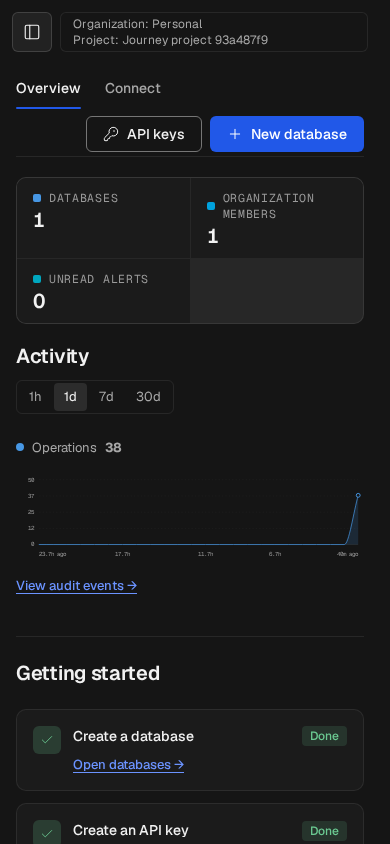 Organization: Personal
Project: Journey project 93a487f9
Overview
Connect
API keys
New database
DATABASES
1
ORGANIZATION
MEMBERS
1
UNREAD ALERTS
0
Activity
1h 1d 7d 30d
Operations 38
50
37
25
12
0
23.7h ago 17.7h 11.7h 6.7h 40m ago
View audit events →
Getting started
Create a database
Done
Open databases →
Create an API key
Done